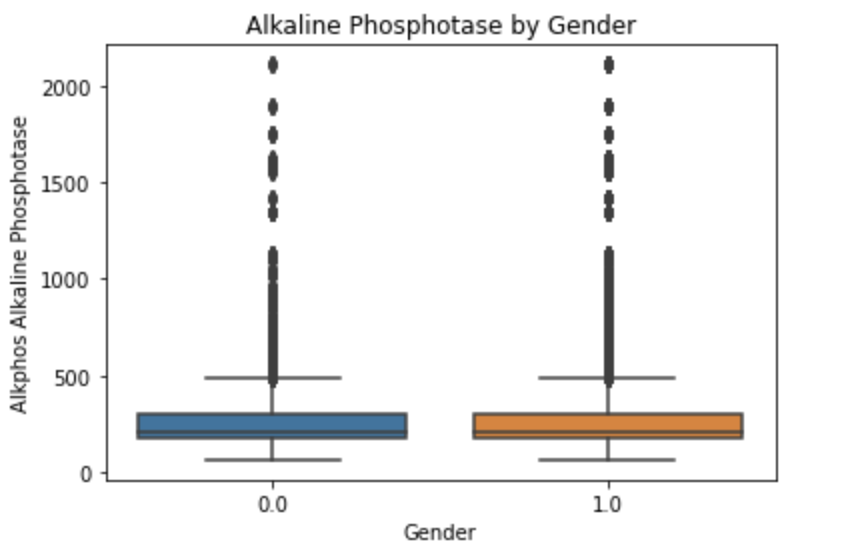 Alkaline Phosphotase by Gender
Alkphos Alkaline Phosphotase
2000
1500
1000
500
0
0.0
1.0
Gender